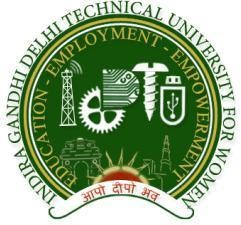 INDIRA GANDHI DELHI TECHNICAL UNIVERSITY FOR WOMEN
EDUCATION - EMPLOYMENT - EMPOWERMENT
आपो दीपो भव